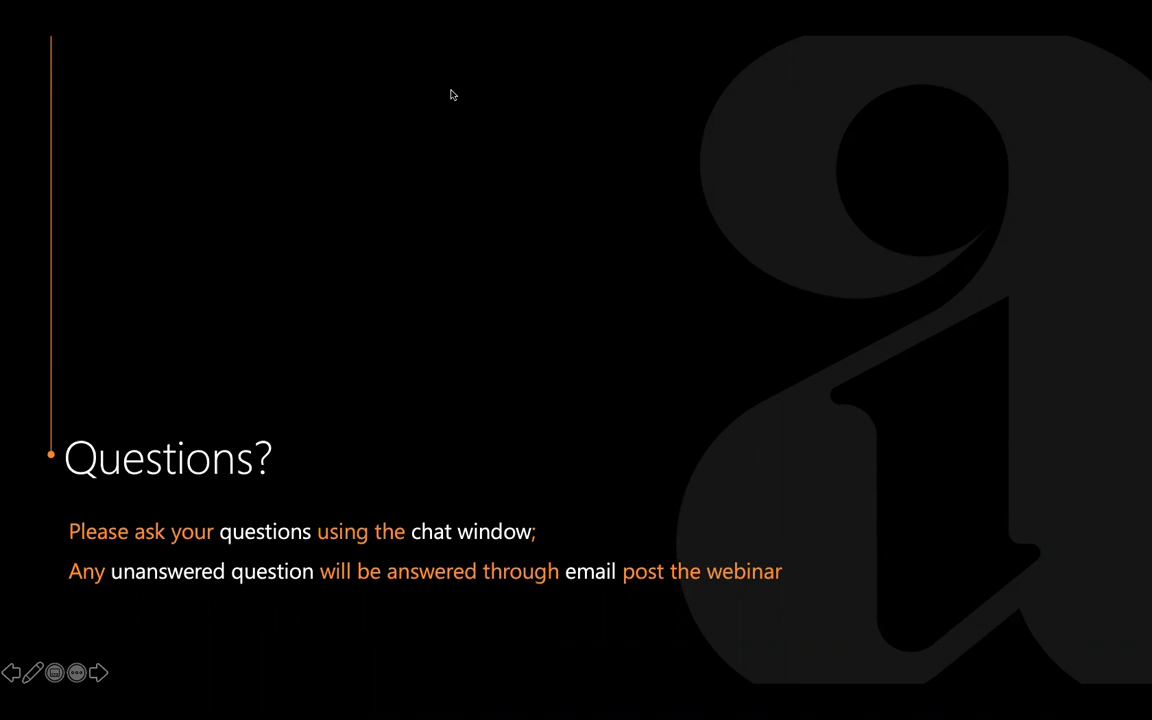 Questions?
Please ask your questions using the chat window;
Any unanswered question will be answered through email post the webinar